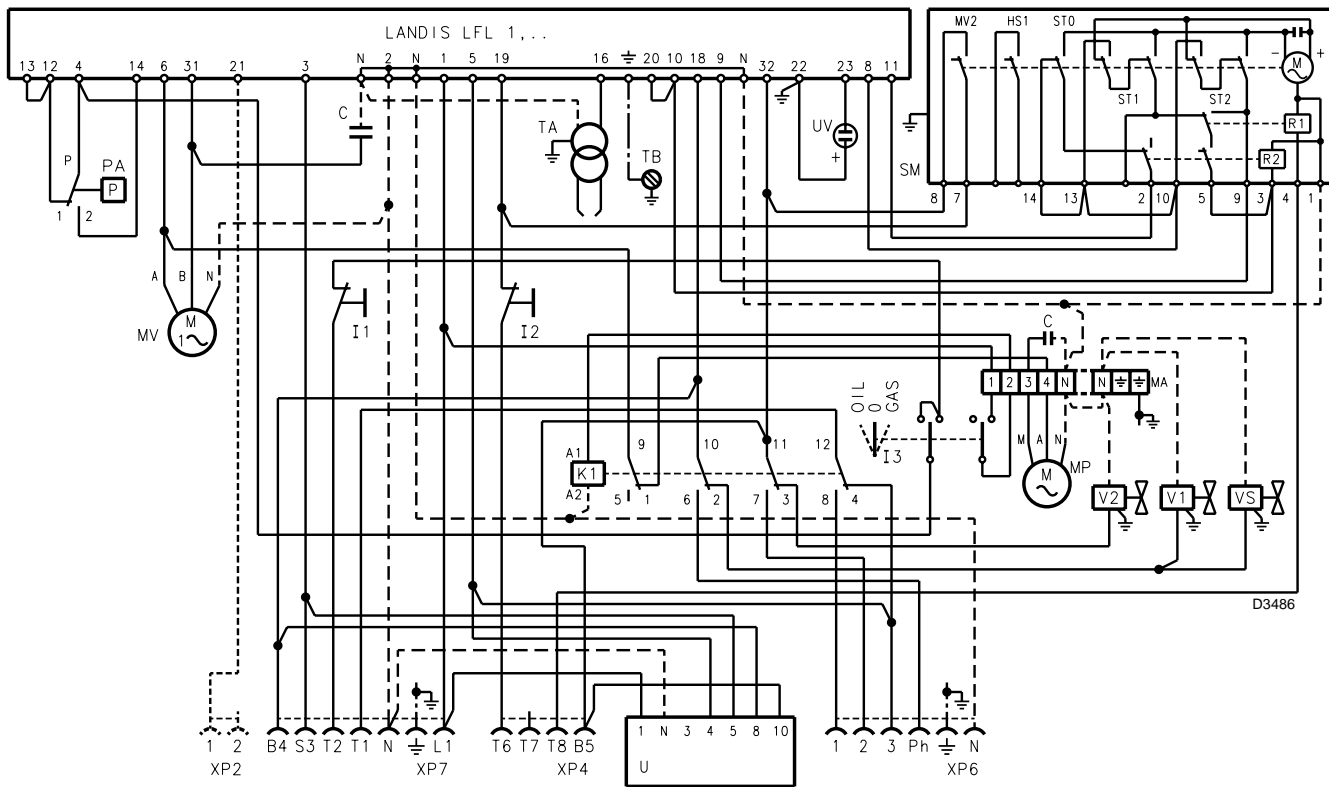 LANDIS LFL 1,..
MV2 HS1 ST0
13 12 4 14 6 31 21 3 N 2 N 1 5 19 16 20 10 18 9 N 32 22 23 8 11
- M +
C
TA
UV
+
ST1 ST2
R1
P PA
P
TB
R2
SM
1 2
8 7 14 13 2 10 5 9 3 4 1
A B N
I1 I2
MV
M
1
C
1 2 3 4 N N MA
OIL
0
GAS
9 10 11 12
A1
K1
A2
I3
M A N
MP
M
5 1 6 2 7 3 8 4
V2 V1 VS
D3486
1 N 3 4 5 8 10
U
1 2
XP2
B4 S3 T2 T1 N L1
XP7
T6 T7 T8 B5
XP4
1 2 3 Ph N
XP6